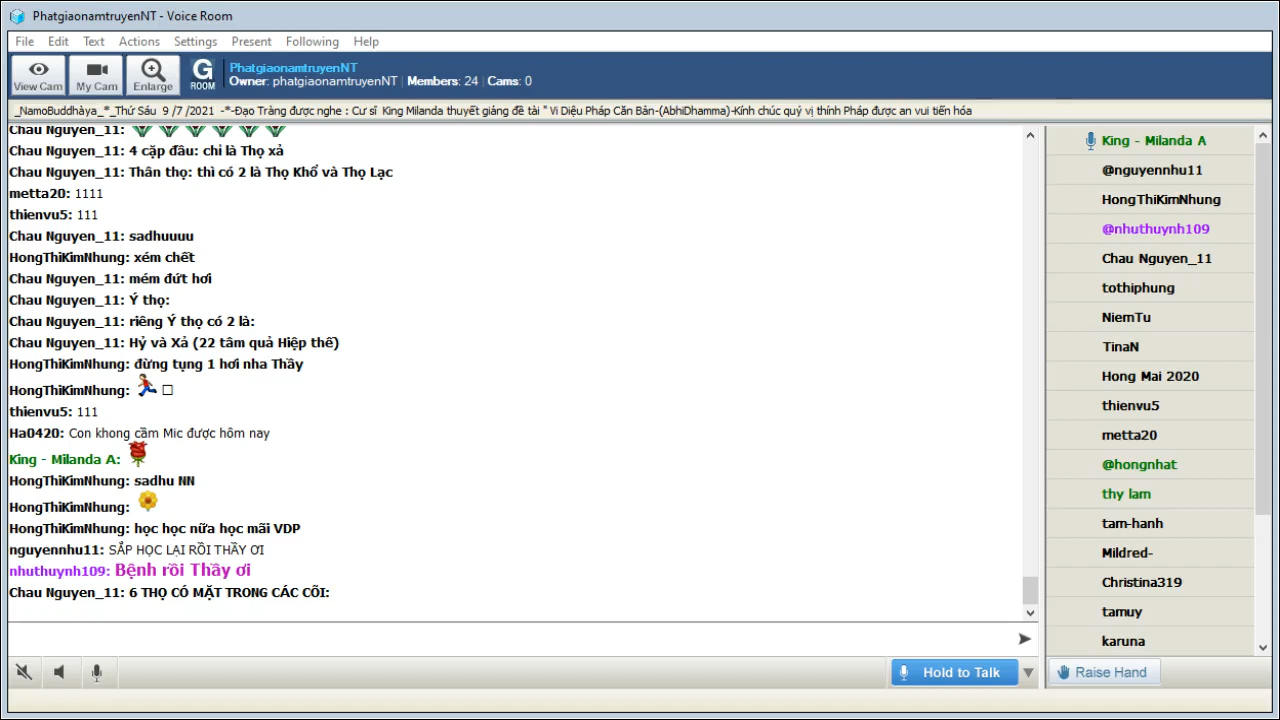 PhatgiaonamtruyenNT - Voice Room
File Edit Text Actions Settings Present Following Help
View Cam
My Cam
Enlarge
G
ROOM
PhatgiaonamtruyenNT
Owner: phatgiaonamtruyenNT | Members: 24 | Cams: 0
_NamoBuddhàya_*_Thứ Sáu 9 /7 /2021 -*-Đạo Tràng được nghe : Cư sĩ King Milanda thuyết giảng đề tài " Vi Diệu Pháp Căn Bản-(AbhiDhamma)-Kính chúc quý vị thính Pháp được an vui tiến hóa
Chau Nguyen_11:
Chau Nguyen_11: 4 cặp đầu: chỉ là Thọ xả
Chau Nguyen_11: Thân thọ: thì có 2 là Thọ Khổ và Thọ Lạc
metta20: 1111
thienvu5: 111
Chau Nguyen_11: sadhuuuu
HongThiKimNhung: xém chết
Chau Nguyen_11: mém đứt hơi
Chau Nguyen_11: Ý thọ:
Chau Nguyen_11: riêng Ý thọ có 2 là:
Chau Nguyen_11: Hỷ và Xả (22 tâm quả Hiệp thế)
HongThiKimNhung: đừng tụng 1 hơi nha Thầy
HongThiKimNhung:
thienvu5: 111
Ha0420: Con khong cầm Mic được hôm nay
King - Milanda A:
HongThiKimNhung: sadhu NN
HongThiKimNhung:
HongThiKimNhung: học học nữa học mãi VDP
nguyennhu11: SẮP HỌC LẠI RỒI THẦY ƠI
nhuthuynh109: Bệnh rồi Thầy ơi
Chau Nguyen_11: 6 THỌ CÓ MẶT TRONG CÁC CÕI:
King - Milanda A
@nguyennhu11
HongThiKimNhung
@nhuthuynh109
Chau Nguyen_11
tothiphung
NiemTu
TinaN
Hong Mai 2020
thienvu5
metta20
@hongnhat
thy lam
tam-hanh
Mildred-
Christina319
tamuy
karuna
Hold to Talk
Raise Hand